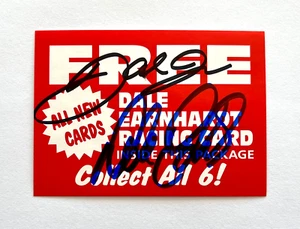 FREE
ALL NEW
CARDS
DALE
EARNHARDT
RACING CARD
INSIDE THIS PACKAGE
Collect All 6!